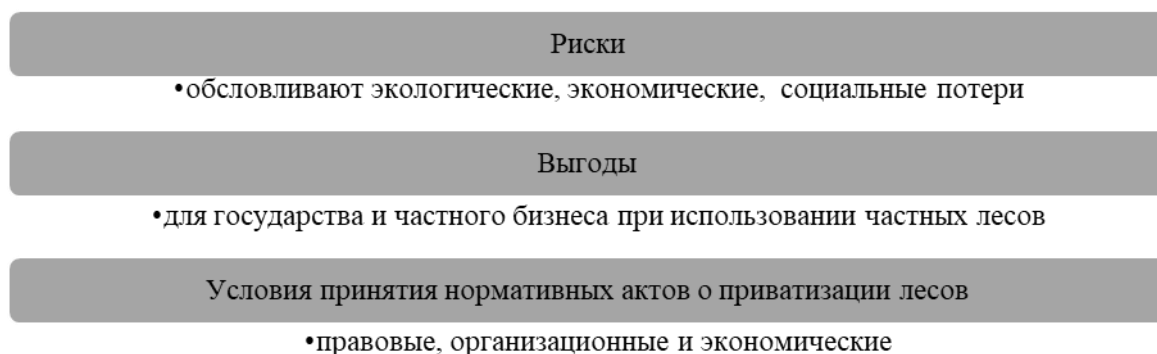 Риски
•обсловливают экологические, экономические, социальные потери
Выгоды
•для государства и частного бизнеса при использовании частных лесов
Условия принятия нормативных актов о приватизации лесов
•правовые, организационные и экономические